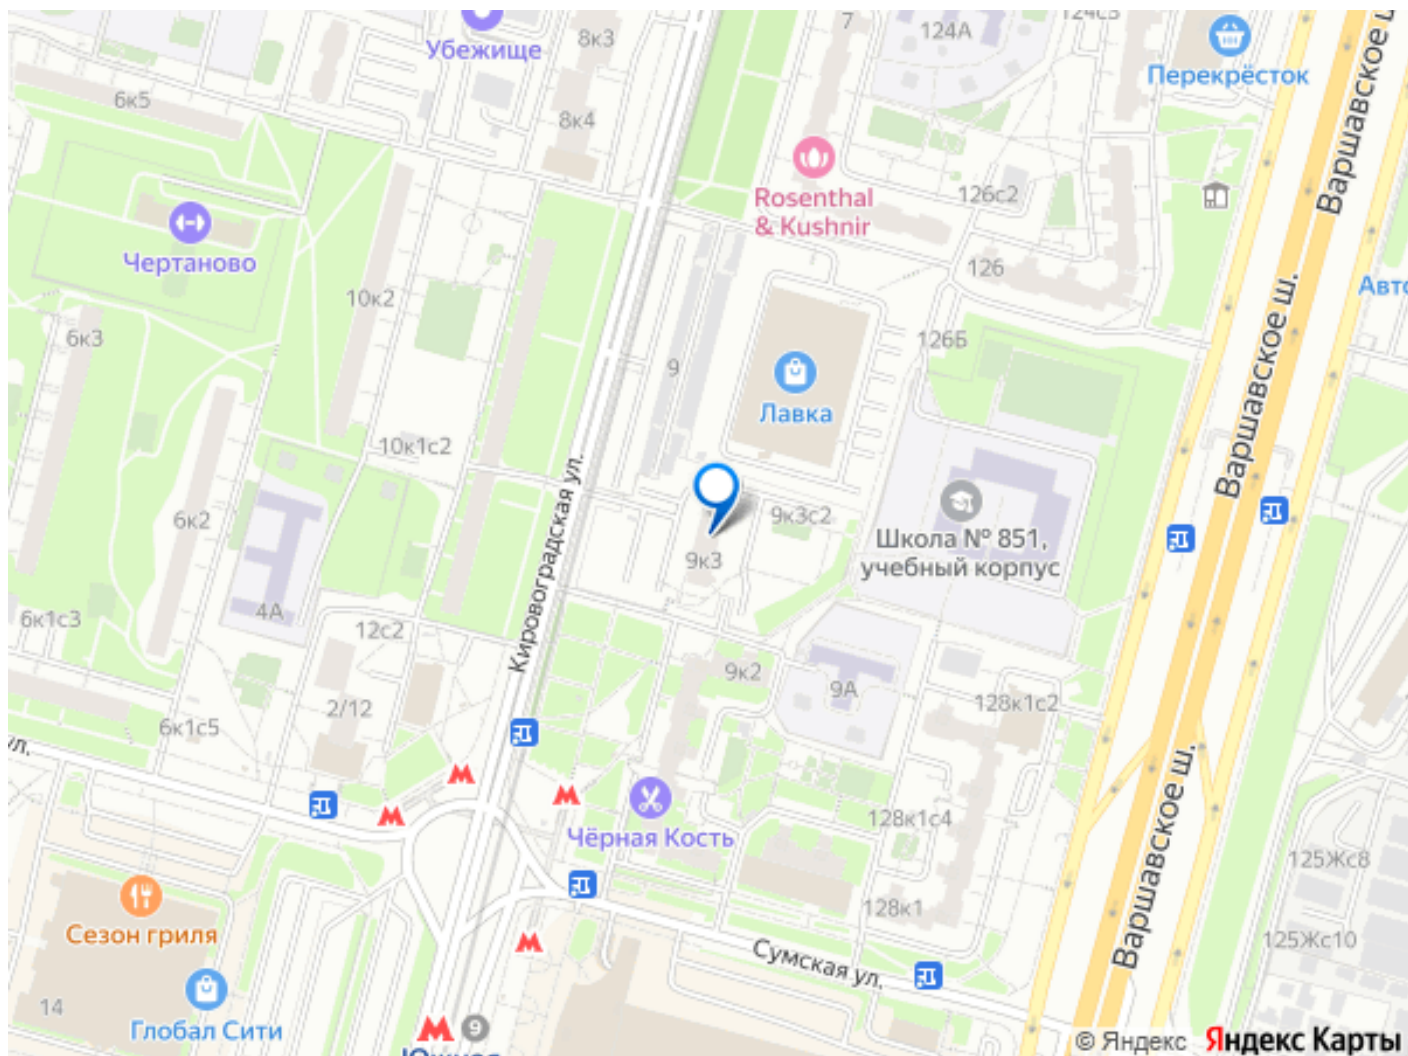 Убежище
8к3
7
124А
Перекрёсток
6к5
8к4
Варшавское ш.
Rosenthal
& Kushnir
126с2
Чертаново
126
Авто
10к2
6к3
126Б
9
Варшавское ш.
Лавка
10к1с2
6к2
9к3с2
Школа № 851,
учебный корпус
9к3
Кировоградская ул.
4А
6к1с3
12с2
9к2
9А
128к1с2
2/12
6к1с5
ул.
Варшавское ш.
Чёрная Кость
128к1с4
125Жс8
128к1
Сезон гриля
125Жс10
Сумская ул.
14
Глобал Сити
9
Южная
© Яндекс Яндекс Карты